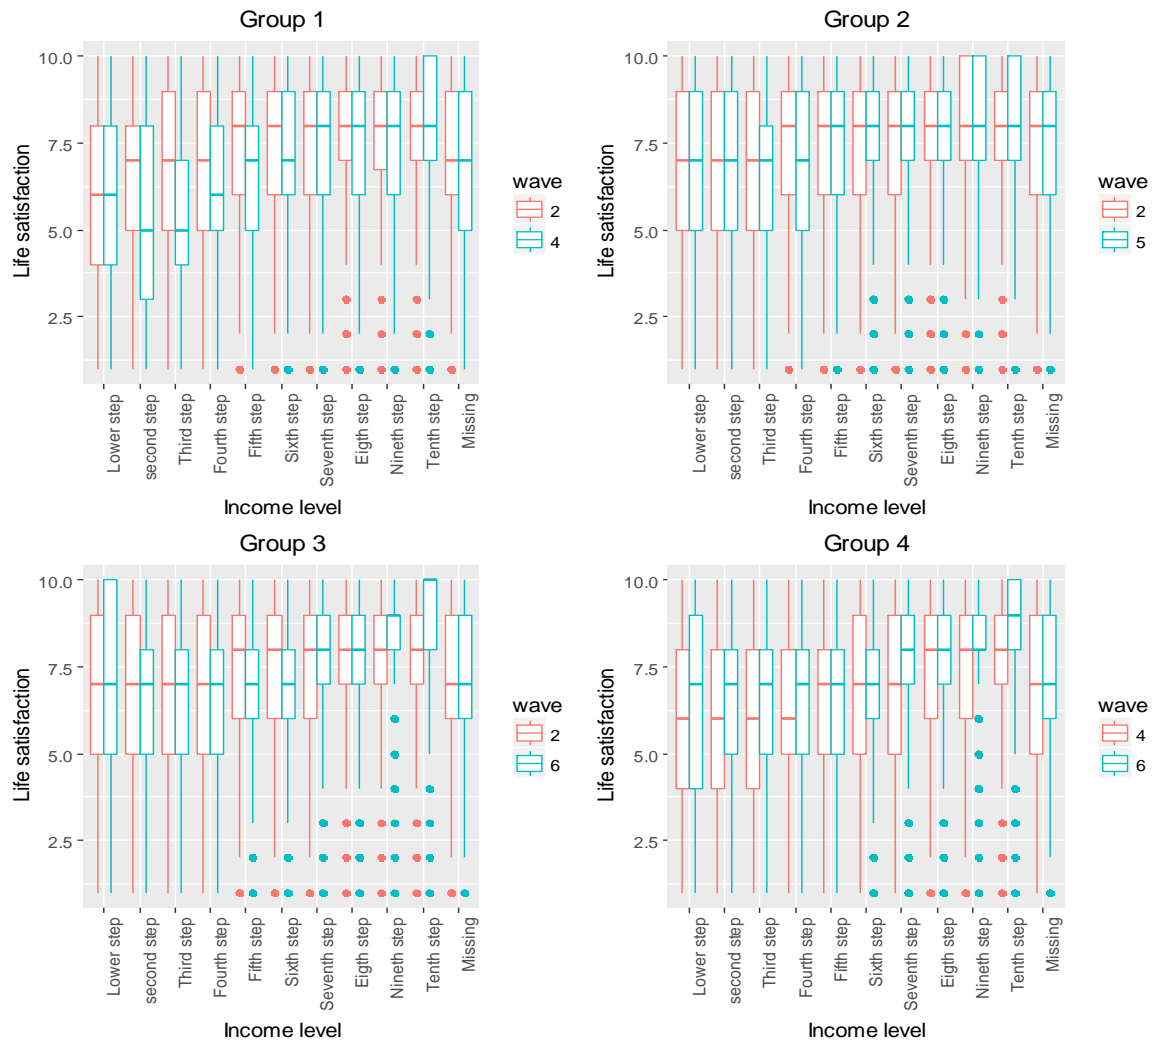 Group 1
10.0
7.5
5.0
2.5
Life satisfaction
Lower step
second step
Third step
Fourth step
Fifth step
Sixth step
Seventh step
Eigth step
Nineth step
Tenth step
Missing
Income level
wave
2
4
Group 2
10.0
7.5
5.0
2.5
Life satisfaction
Lower step
second step
Third step
Fourth step
Fifth step
Sixth step
Seventh step
Eigth step
Nineth step
Tenth step
Missing
Income level
wave
2
5
Group 3
10.0
7.5
5.0
2.5
Life satisfaction
Lower step
second step
Third step
Fourth step
Fifth step
Sixth step
Seventh step
Eigth step
Nineth step
Tenth step
Missing
Income level
wave
2
6
Group 4
10.0
7.5
5.0
2.5
Life satisfaction
Lower step
second step
Third step
Fourth step
Fifth step
Sixth step
Seventh step
Eigth step
Nineth step
Tenth step
Missing
Income level
wave
4
6